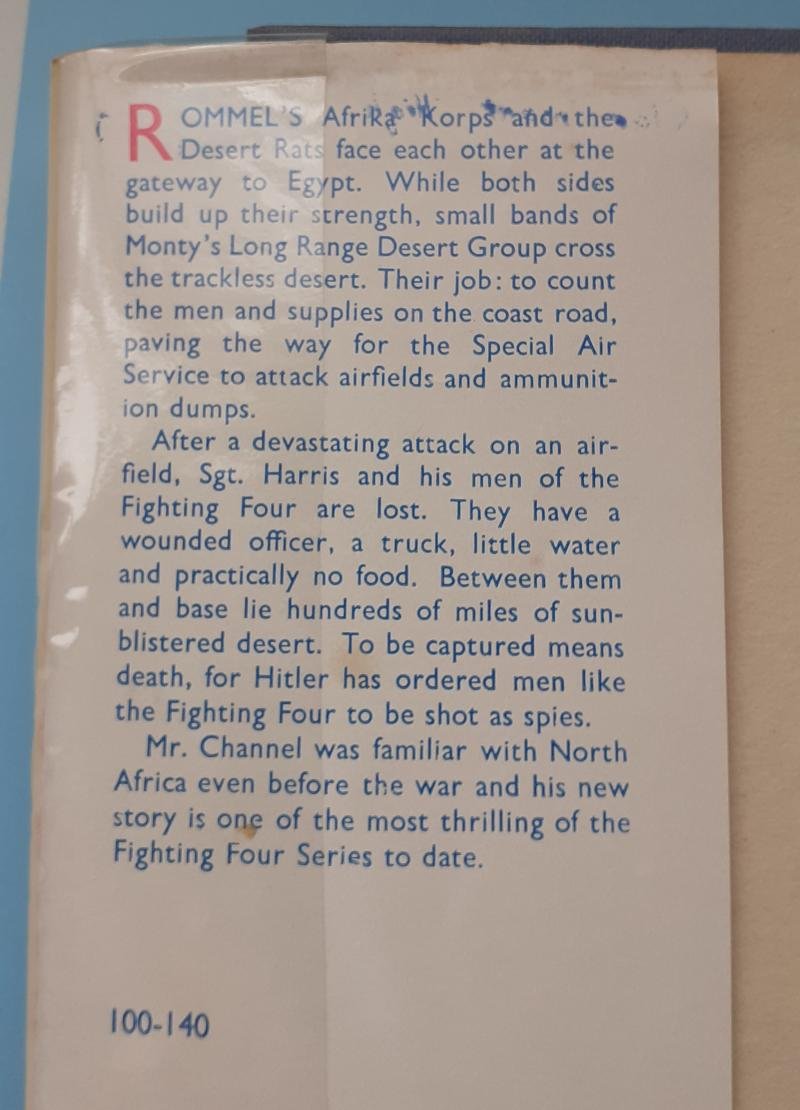 ROMMEL'S Afrika Korps and the
Desert Rats face each other at the
gateway to Egypt. While both sides
build up their strength, small bands of
Monty's Long Range Desert Group cross
the trackless desert. Their job: to count
the men and supplies on the coast road,
paving the way for the Special Air
Service to attack airfields and ammunit-
ion dumps.
After a devastating attack on an air-
field, Sgt. Harris and his men of the
Fighting Four are lost. They have a
wounded officer, a truck, little water
and practically no food. Between them
and base lie hundreds of miles of sun-
blistered desert. To be captured means
death, for Hitler has ordered men like
the Fighting Four to be shot as spies.
Mr. Channel was familiar with North
Africa even before the war and his new
story is one of the most thrilling of the
Fighting Four Series to date.
100-140